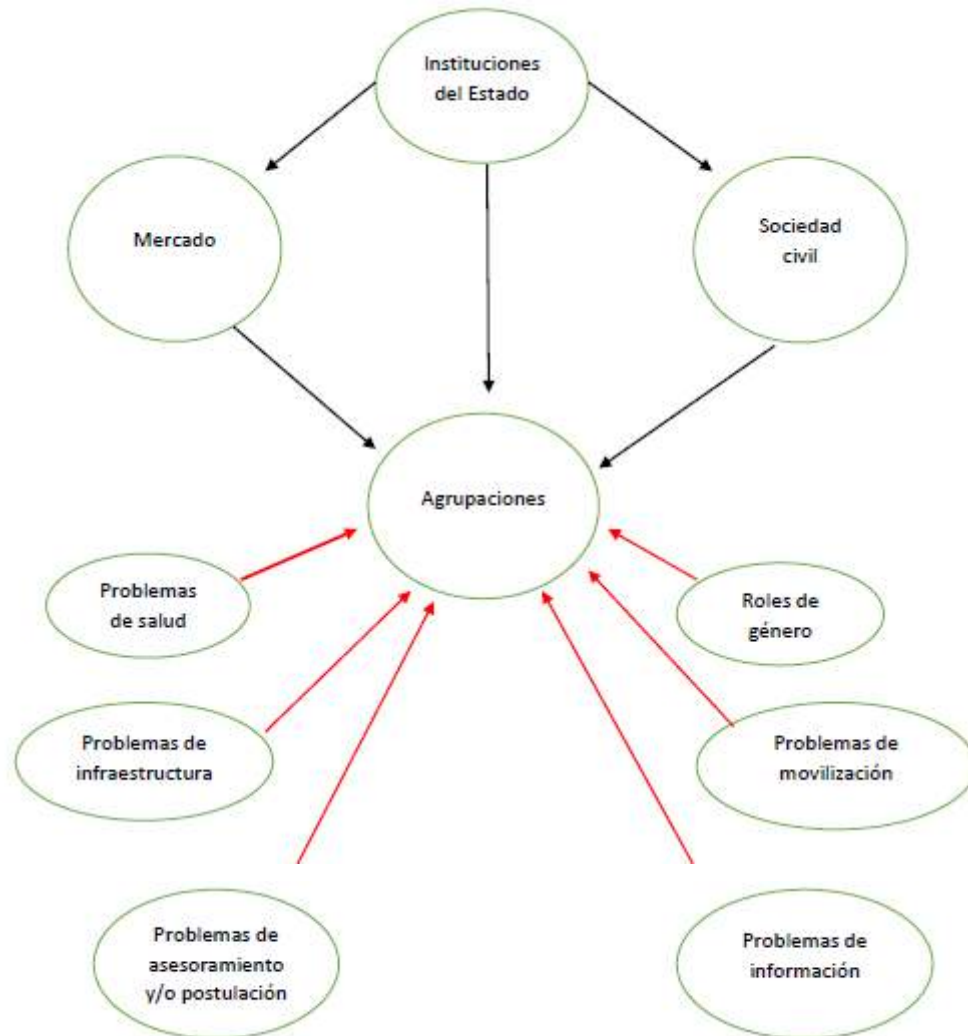 Instituciones
del Estado
Mercado
Sociedad
civil
Agrupaciones
Problemas
de salud
Roles de
género
Problemas de
infraestructura
Problemas de
movilización
Problemas de
asesoramiento
y/o postulación
Problemas de
información